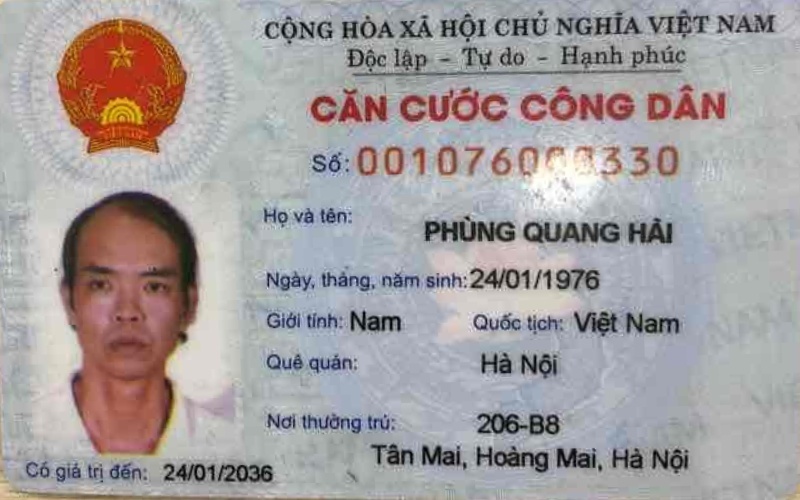 CỘNG HÒA XÃ HỘI CHỦ NGHĨA VIỆT NAM
Độc lập - Tự do - Hạnh phúc
CĂN CƯỚC CÔNG DÂN
Số:
Họ và tên: PHÙNG QUANG HẢI
Ngày, tháng, năm sinh: 24/01/1976
Giới tính: Nam Quốc tịch: Việt Nam
Quê quán: Hà Nội
Nơi thường trú: 206-B8
Tân Mai, Hoàng Mai, Hà Nội
Có giá trị đến: 24/01/2036